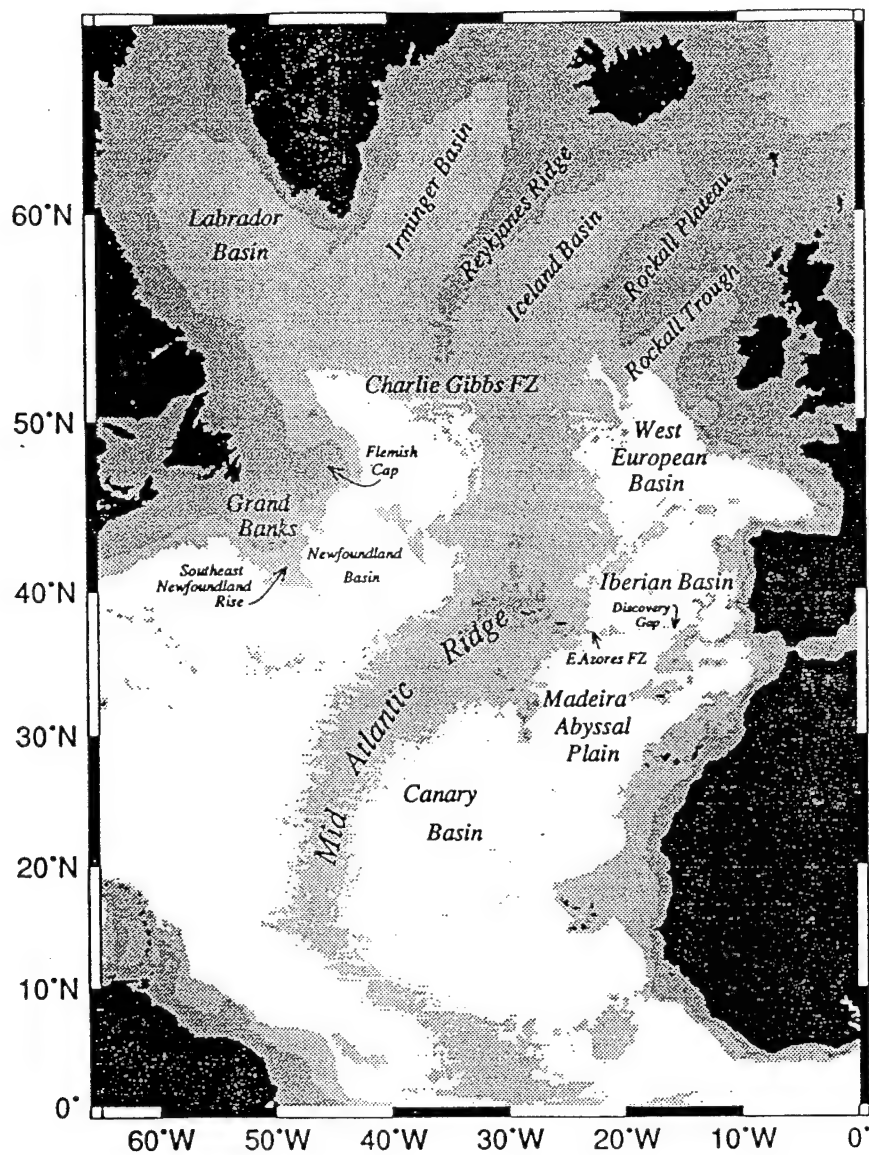 60°N
50°N
40°N
30°N
20°N
10°N
0°
60°W
50°W
40°W
30°W
20°W
10°W
0°
Labrador
Basin
Irminger Basin
Reykjanes Ridge
Iceland Basin
Rockall Plateau
Rockall Trough
Charlie Gibbs FZ
Flemish
Cap
West
European
Basin
Grand
Banks
Southeast
Newfoundland
Rise
Newfoundland
Basin
Iberian Basin
Discovery
Gap
E.Azores FZ
Mid Atlantic Ridge
Madeira
Abyssal
Plain
Canary
Basin